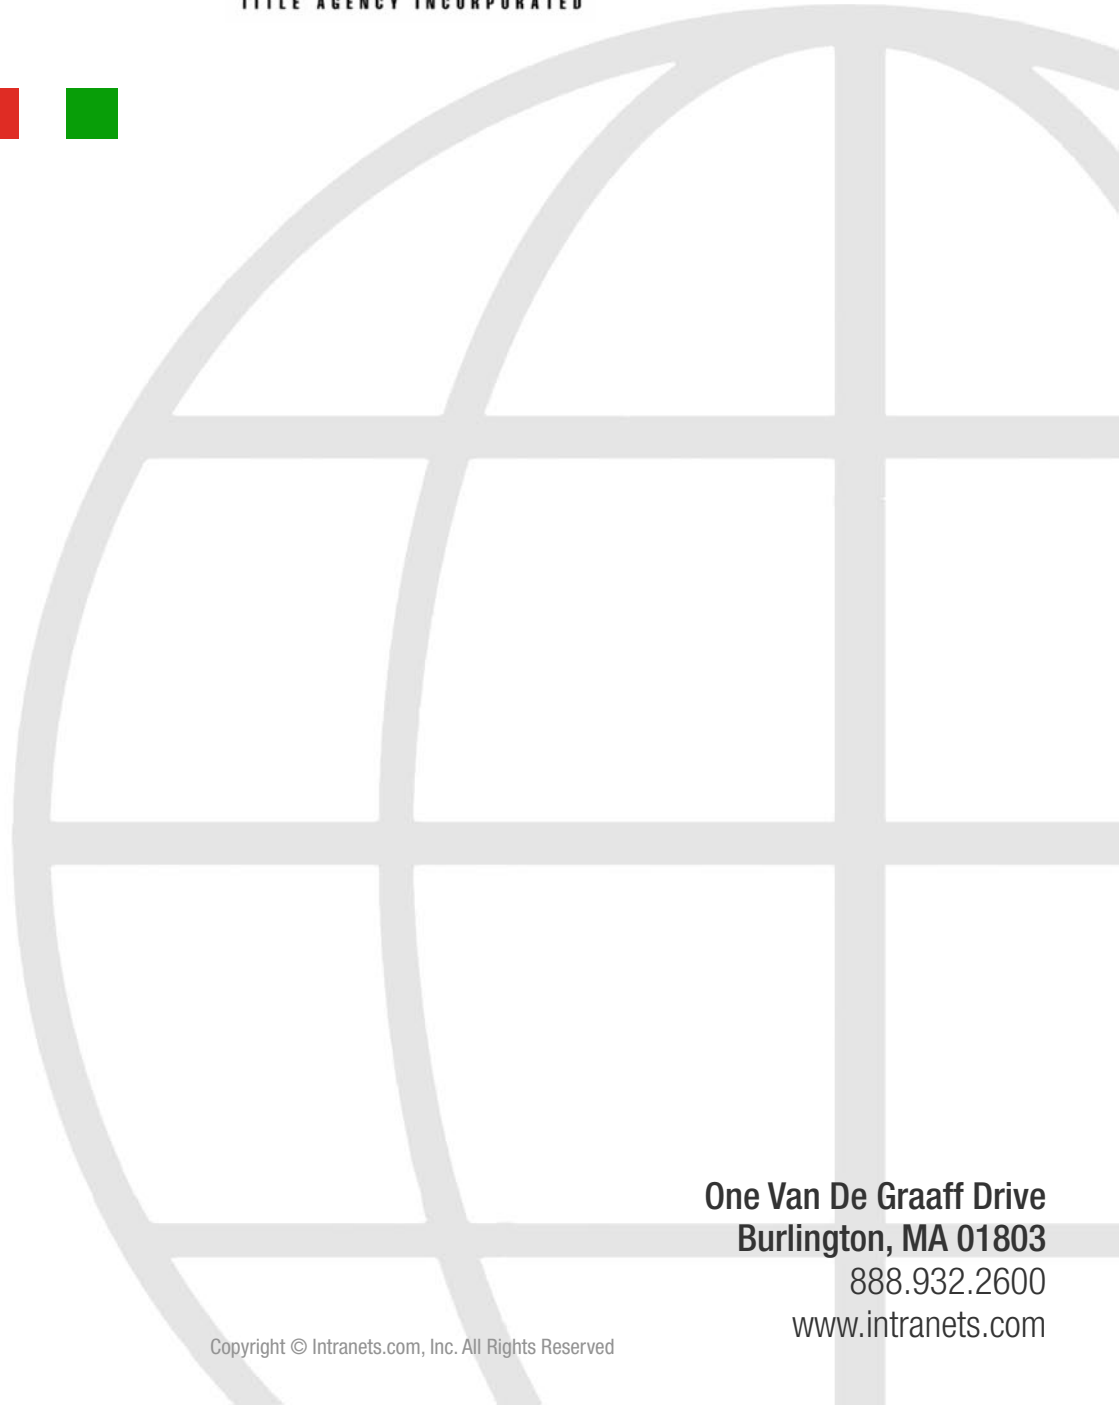 TITLE AGENCY INCORPORATED
One Van De Graaff Drive
Burlington, MA 01803
888.932.2600
www.intranets.com
Copyright © Intranets.com, Inc. All Rights Reserved